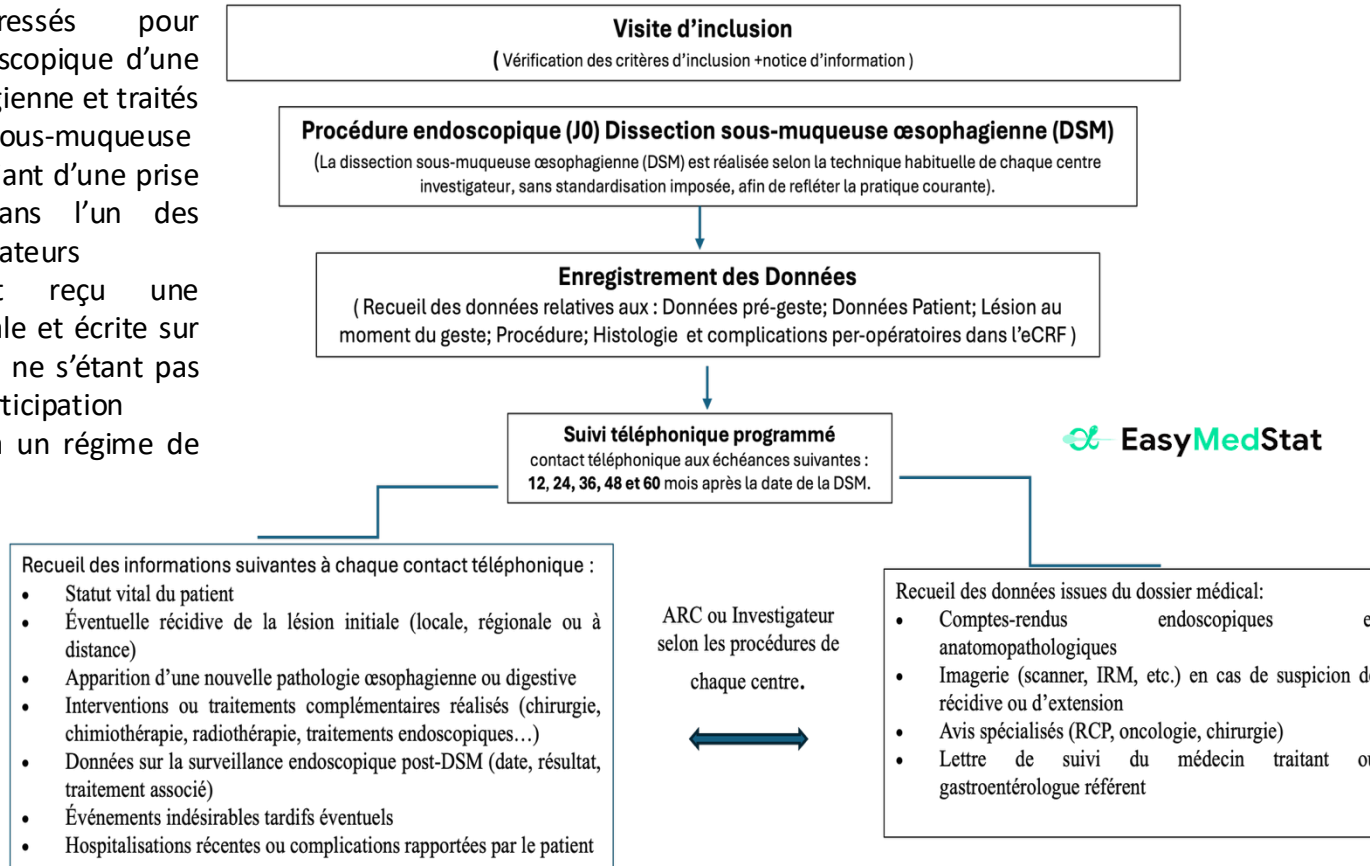 ressés pour
scopique d’une
gienne et traités
sous-muqueuse
ant d’une prise
ans l’un des
ateurs
t reçu une
le et écrite sur
ne s’étant pas
rticipation
un régime de
Visite d’inclusion
( Vérification des critères d’inclusion +notice d’information )
Procédure endoscopique (J0) Dissection sous-muqueuse œsophagienne (DSM)
(La dissection sous-muqueuse œsophagienne (DSM) est réalisée selon la technique habituelle de chaque centre
investigateur, sans standardisation imposée, afin de refléter la pratique courante).
Enregistrement des Données
( Recueil des données relatives aux : Données pré-geste; Données Patient; Lésion au
moment du geste; Procédure; Histologie et complications per-opératoires dans l’eCRF )
Suivi téléphonique programmé
contact téléphonique aux échéances suivantes :
12, 24, 36, 48 et 60 mois après la date de la DSM.
EasyMedStat
Recueil des informations suivantes à chaque contact téléphonique :
• Statut vital du patient
• Éventuelle récidive de la lésion initiale (locale, régionale ou à
distance)
• Apparition d’une nouvelle pathologie œsophagienne ou digestive
• Interventions ou traitements complémentaires réalisés (chirurgie,
chimiothérapie, radiothérapie, traitements endoscopiques…)
• Données sur la surveillance endoscopique post-DSM (date, résultat,
traitement associé)
• Événements indésirables tardifs éventuels
• Hospitalisations récentes ou complications rapportées par le patient
ARC ou Investigateur
selon les procédures de
chaque centre.
Recueil des données issues du dossier médical:
• Comptes-rendus endoscopiques e
anatomopathologiques
• Imagerie (scanner, IRM, etc.) en cas de suspicion d
récidive ou d’extension
• Avis spécialisés (RCP, oncologie, chirurgie)
• Lettre de suivi du médecin traitant o
gastroentérologue référent